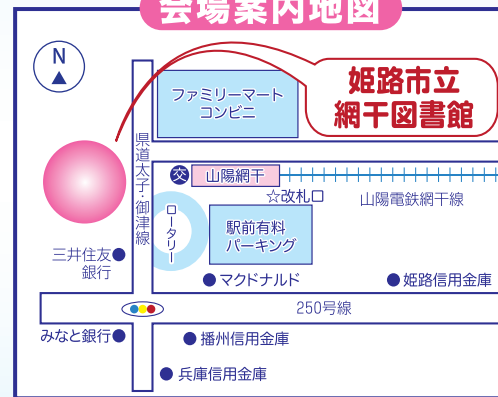 会場案内地図
N
姫路市立
網干図書館
ファミリーマート
コンビニ
県道太子・御津線
交
山陽網干
☆改札口
山陽電鉄網干線
ロータリー
駅前有料
パーキング
三井住友
銀行
マクドナルド
姫路信用金庫
250号線
みなと銀行
播州信用金庫
兵庫信用金庫